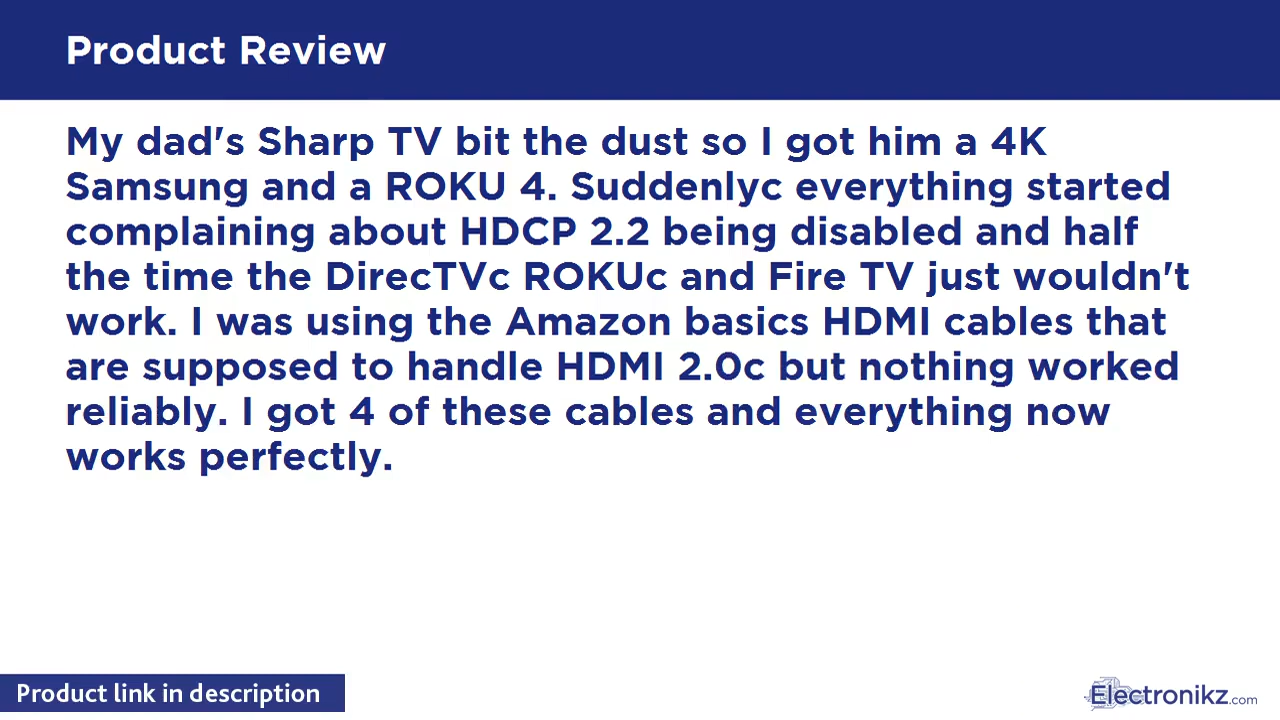 Product Review
My dad's Sharp TV bit the dust so I got him a 4K
Samsung and a ROKU 4. Suddenlyc everything started
complaining about HDCP 2.2 being disabled and half
the time the DirecTVc ROKUc and Fire TV just wouldn't
work. I was using the Amazon basics HDMI cables that
are supposed to handle HDMI 2.0c but nothing worked
reliably. I got 4 of these cables and everything now
works perfectly.
Product link in description
Electronikz.com